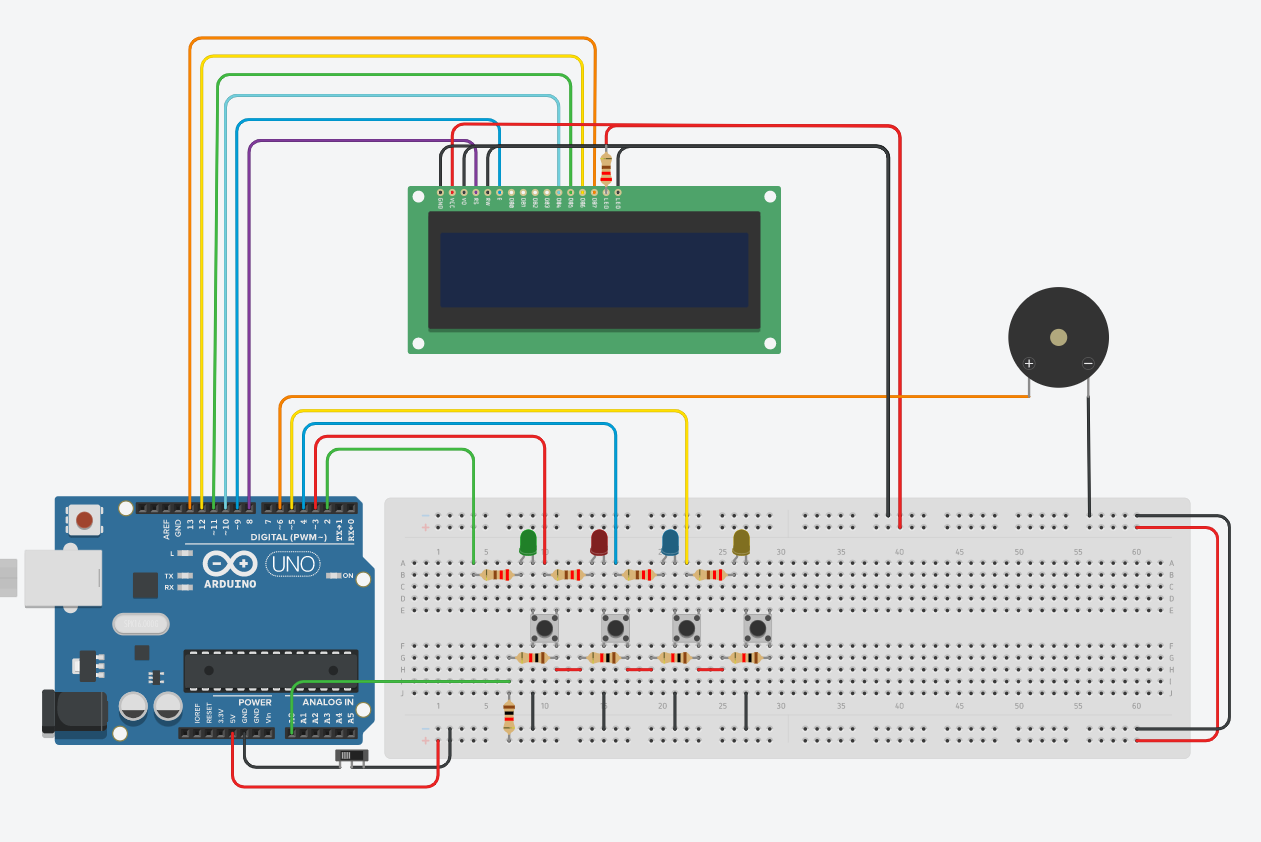 GND VCC V0 RS RW E DB0 DB1 DB2 DB3 DB4 DB5 DB6 DB7 LED LED
+ −
AREF GND 13 12 ~11 ~10 ~9 8 7 ~6 ~5 4 ~3 2 TX→1 RX←0
DIGITAL (PWM~)
L
TX
RX
ARDUINO
UNO
ON
POWER
ANALOG IN
IOREF RESET 3.3V 5V GND GND Vin A0 A1 A2 A3 A4 A5
− −
+ +
1 5 10 15 20 25 30 35 40 45 50 55 60
A A
B B
C C
D D
E E
F F
G G
H H
I I
J J
1 5 10 15 20 25 30 35 40 45 50 55 60
− −
+ +